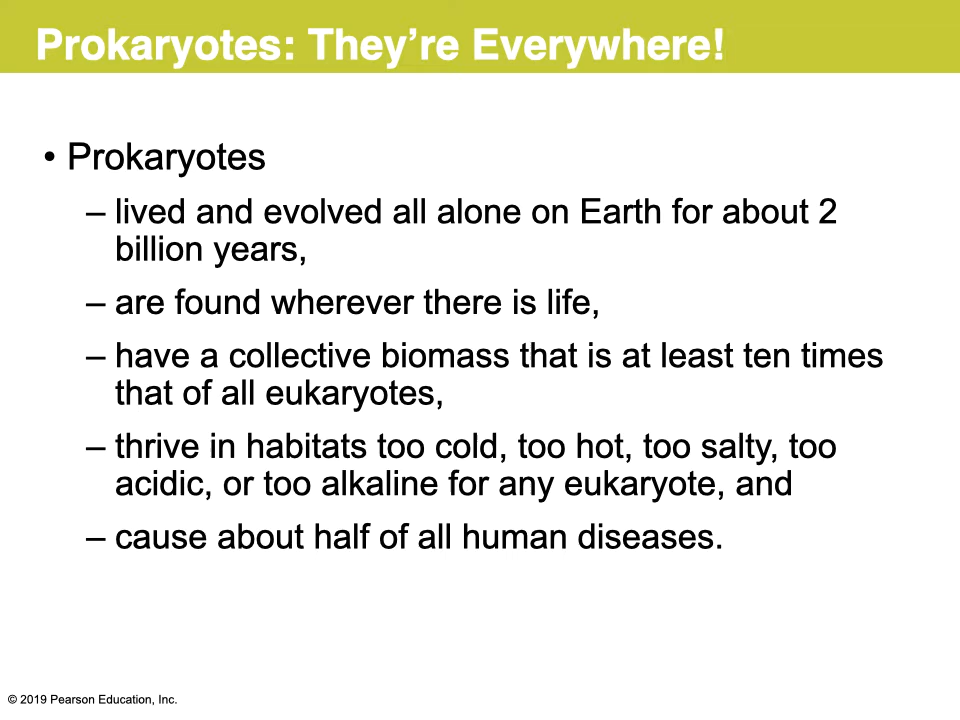 Prokaryotes: They’re Everywhere!
• Prokaryotes
– lived and evolved all alone on Earth for about 2
billion years,
– are found wherever there is life,
– have a collective biomass that is at least ten times
that of all eukaryotes,
– thrive in habitats too cold, too hot, too salty, too
acidic, or too alkaline for any eukaryote, and
– cause about half of all human diseases.
© 2019 Pearson Education, Inc.